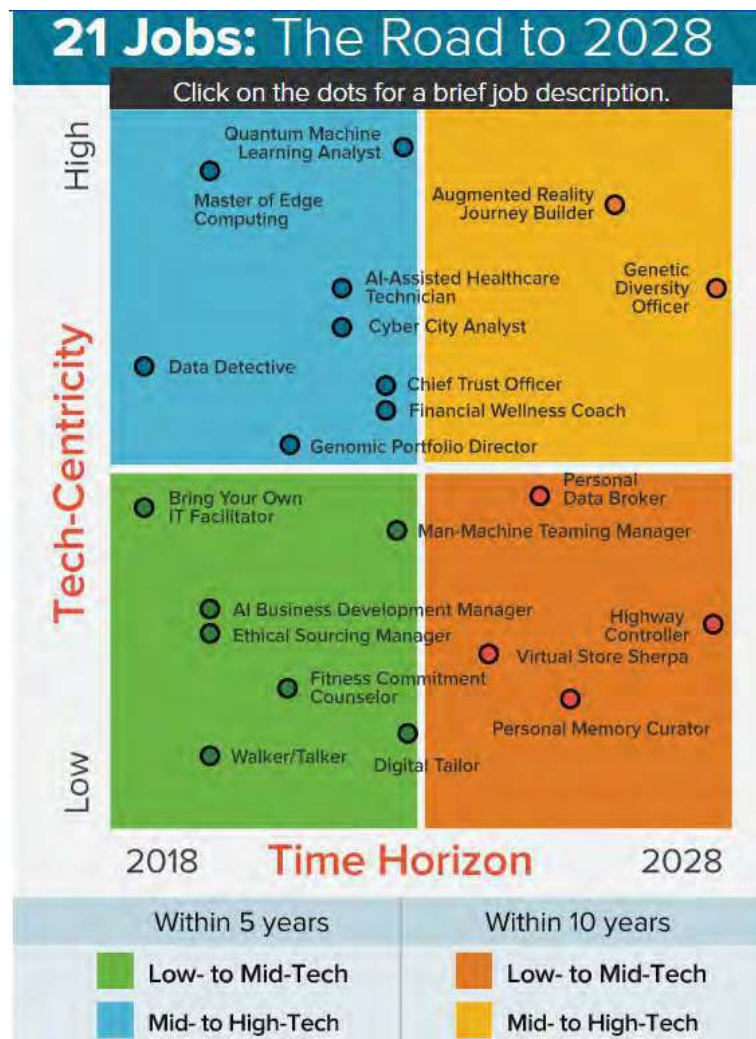 21 Jobs: The Road to 2028
Click on the dots for a brief job description.
High
Tech-Centricity
Low
Quantum Machine
Learning Analyst
Master of Edge
Computing
Augmented Reality
Journey Builder
AI-Assisted Healthcare
Technician
Genetic
Diversity
Officer
Cyber City Analyst
Data Detective
Chief Trust Officer
Financial Wellness Coach
Genomic Portfolio Director
Bring Your Own
IT Facilitator
Personal
Data Broker
Man-Machine Teaming Manager
AI Business Development Manager
Ethical Sourcing Manager
Highway
Controller
Virtual Store Sherpa
Fitness Commitment
Counselor
Personal Memory Curator
Walker/Talker
Digital Tailor
2018 Time Horizon 2028
Within 5 years
Within 10 years
Low- to Mid-Tech
Low- to Mid-Tech
Mid- to High-Tech
Mid- to High-Tech